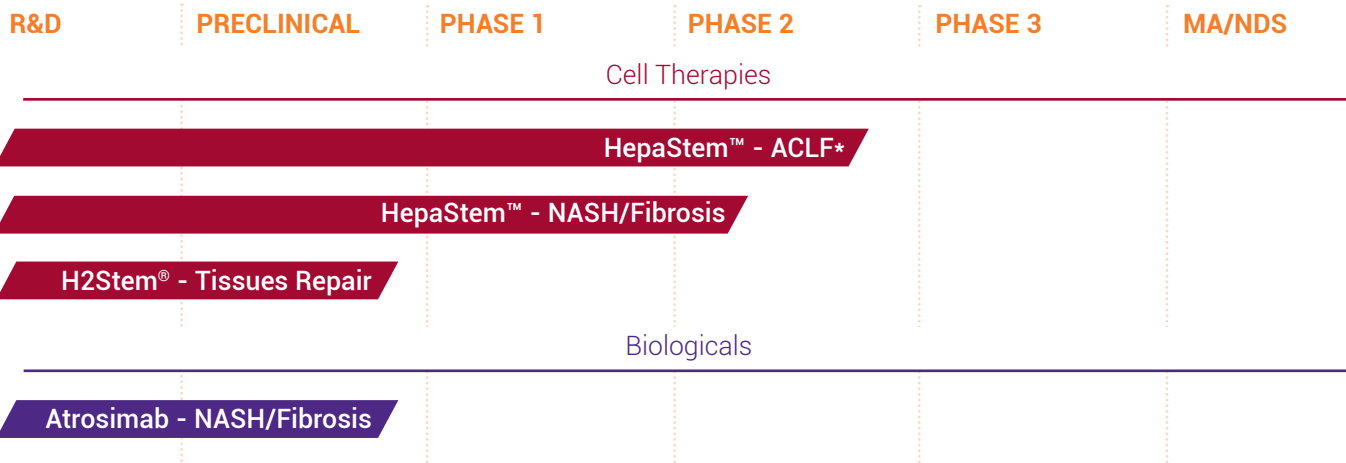 R&D PRECLINICAL PHASE 1 PHASE 2 PHASE 3 MA/NDS
Cell Therapies
HepaStem™ - ACLF*
HepaStem™ - NASH/Fibrosis
H2Stem® - Tissues Repair
Biologicals
Atrosimab - NASH/Fibrosis